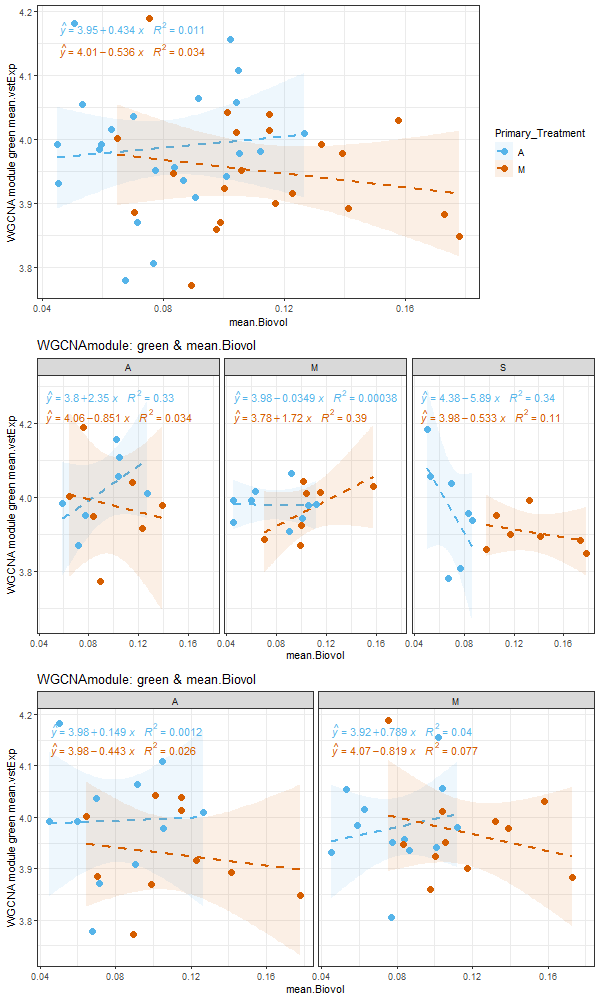 4.2
ŷ = 3.95 + 0.434 x   R² = 0.011
ŷ = 4.01 − 0.536 x   R² = 0.034
4.1
4.0
3.9
3.8
WGCNA module green mean.vstExp
0.04 0.08 0.12 0.16
mean.Biovol
Primary_Treatment
A
M
WGCNAmodule: green & mean.Biovol
A M S
ŷ = 3.8 + 2.35 x   R² = 0.33
ŷ = 4.06 − 0.851 x   R² = 0.034
ŷ = 3.98 − 0.0349 x   R² = 0.00038
ŷ = 3.78 + 1.72 x   R² = 0.39
ŷ = 4.38 − 5.89 x   R² = 0.34
ŷ = 3.98 − 0.533 x   R² = 0.11
4.2
4.0
3.8
WGCNA module green mean.vstExp
0.04 0.08 0.12 0.16 0.04 0.08 0.12 0.16 0.04 0.08 0.12 0.16
mean.Biovol
WGCNAmodule: green & mean.Biovol
A M
4.2
ŷ = 3.98 + 0.149 x   R² = 0.0012
ŷ = 3.98 − 0.443 x   R² = 0.026
ŷ = 3.92 + 0.789 x   R² = 0.04
ŷ = 4.07 − 0.819 x   R² = 0.077
4.1
4.0
3.9
3.8
WGCNA module green mean.vstExp
0.04 0.08 0.12 0.16 0.04 0.08 0.12 0.16
mean.Biovol